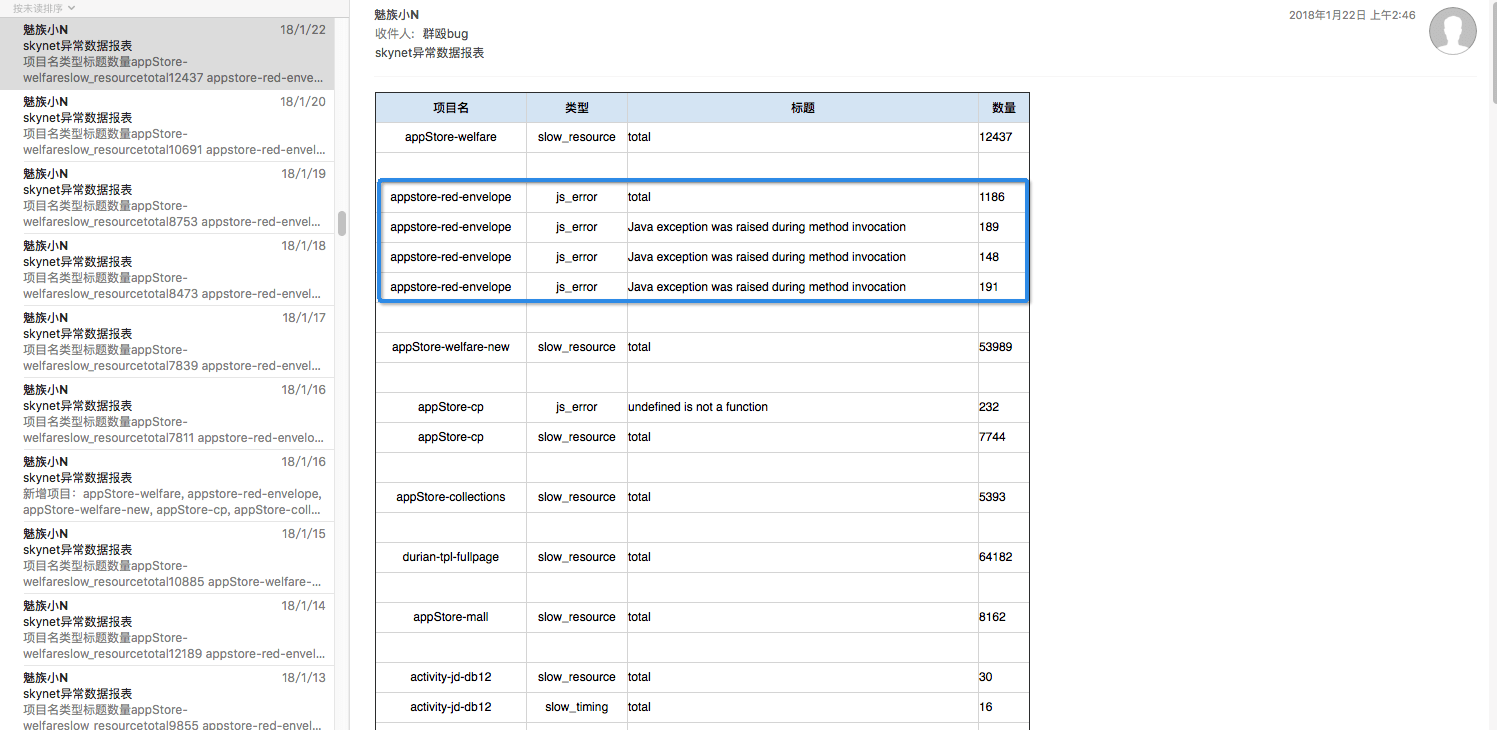 按未读排序
魅族小N 18/1/22
skynet异常数据报表
项目名类型标题数量appStore-
welfareslow_resourcetotal12437 appstore-red-enve...
魅族小N 18/1/20
skynet异常数据报表
项目名类型标题数量appStore-
welfareslow_resourcetotal10691 appstore-red-envel...
魅族小N 18/1/19
skynet异常数据报表
项目名类型标题数量appStore-
welfareslow_resourcetotal8753 appstore-red-envel...
魅族小N 18/1/18
skynet异常数据报表
项目名类型标题数量appStore-
welfareslow_resourcetotal8473 appstore-red-envel...
魅族小N 18/1/17
skynet异常数据报表
项目名类型标题数量appStore-
welfareslow_resourcetotal7839 appstore-red-envel...
魅族小N 18/1/16
skynet异常数据报表
项目名类型标题数量appStore-
welfareslow_resourcetotal7811 appstore-red-envelo...
魅族小N 18/1/16
skynet异常数据报表
新增项目：appStore-welfare, appstore-red-envelope,
appStore-welfare-new, appStore-cp, appStore-coll...
魅族小N 18/1/15
skynet异常数据报表
项目名类型标题数量appStore-
welfareslow_resourcetotal10885 appStore-welfare-...
魅族小N 18/1/14
skynet异常数据报表
项目名类型标题数量appStore-
welfareslow_resourcetotal12189 appstore-red-envel...
魅族小N 18/1/13
skynet异常数据报表
项目名类型标题数量appStore-
welfareslow_resourcetotal9855 appstore-red-envel...
魅族小N 2018年1月22日 上午2:46
收件人：群殴bug
skynet异常数据报表
项目名 类型 标题 数量
appStore-welfare slow_resource total 12437
appstore-red-envelope js_error total 1186
appstore-red-envelope js_error Java exception was raised during method invocation 189
appstore-red-envelope js_error Java exception was raised during method invocation 148
appstore-red-envelope js_error Java exception was raised during method invocation 191
appStore-welfare-new slow_resource total 53989
appStore-cp js_error undefined is not a function 232
appStore-cp slow_resource total 7744
appStore-collections slow_resource total 5393
durian-tpl-fullpage slow_resource total 64182
appStore-mall slow_resource total 8162
activity-jd-db12 slow_resource total 30
activity-jd-db12 slow_timing total 16